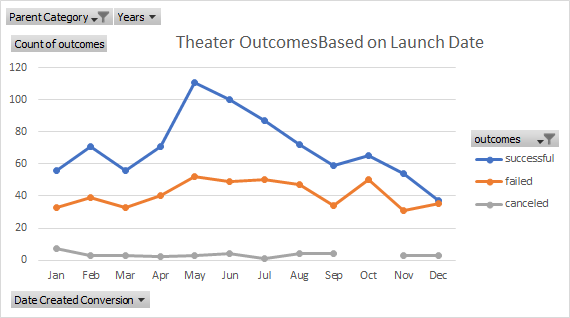 Parent Category Years
Count of outcomes
Theater OutcomesBased on Launch Date
120
100
80
60
40
20
0
Jan Feb Mar Apr May Jun Jul Aug Sep Oct Nov Dec
outcomes
successful
failed
canceled
Date Created Conversion